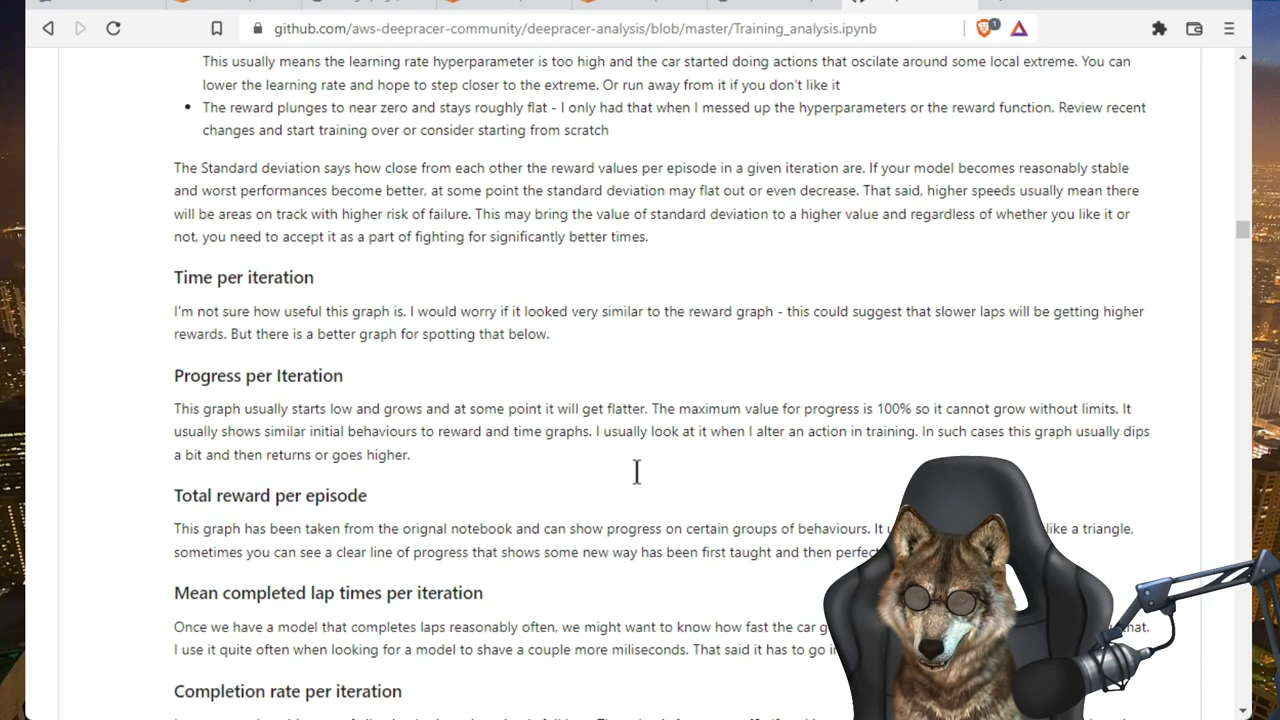 github.com/aws-deepracer-community/deepracer-analysis/blob/master/Training_analysis.ipynb
1
This usually means the learning rate hyperparameter is too high and the car started doing actions that oscilate around some local extreme. You can
lower the learning rate and hope to step closer to the extreme. Or run away from it if you don't like it
• The reward plunges to near zero and stays roughly flat - I only had that when I messed up the hyperparameters or the reward function. Review recent
changes and start training over or consider starting from scratch
The Standard deviation says how close from each other the reward values per episode in a given iteration are. If your model becomes reasonably stable
and worst performances become better, at some point the standard deviation may flat out or even decrease. That said, higher speeds usually mean there
will be areas on track with higher risk of failure. This may bring the value of standard deviation to a higher value and regardless of whether you like it or
not, you need to accept it as a part of fighting for significantly better times.
Time per iteration
I'm not sure how useful this graph is. I would worry if it looked very similar to the reward graph - this could suggest that slower laps will be getting higher
rewards. But there is a better graph for spotting that below.
Progress per Iteration
This graph usually starts low and grows and at some point it will get flatter. The maximum value for progress is 100% so it cannot grow without limits. It
usually shows similar initial behaviours to reward and time graphs. I usually look at it when I alter an action in training. In such cases this graph usually dips
a bit and then returns or goes higher.
Total reward per episode
This graph has been taken from the orignal notebook and can show progress on certain groups of behaviours. It like a triangle,
sometimes you can see a clear line of progress that shows some new way has been first taught and then
Mean completed lap times per iteration
Once we have a model that completes laps reasonably often, we might want to know how fast the car that.
I use it quite often when looking for a model to shave a couple more miliseconds. That said it has to go
Completion rate per iteration